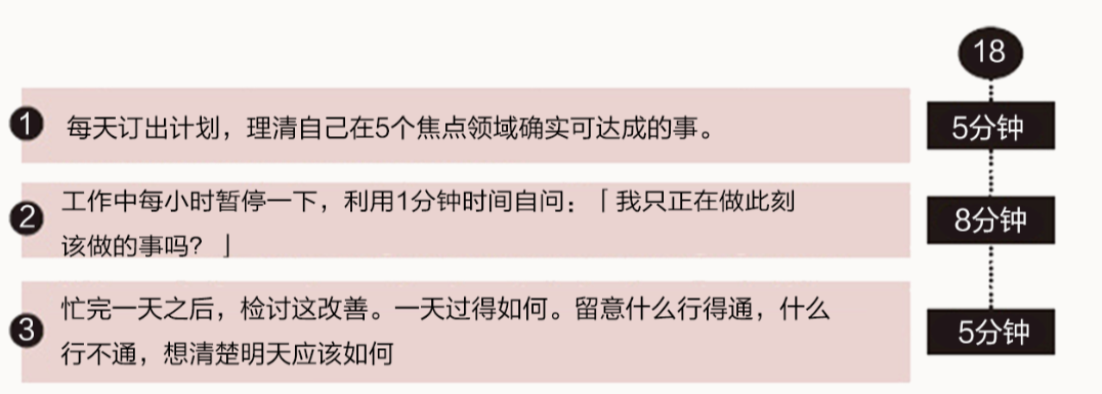 18
1 每天订出计划，理清自己在5个焦点领域确实可达成的事。
5分钟
2 工作中每小时暂停一下，利用1分钟时间自问：「我只正在做此刻
该做的事吗？」
8分钟
3 忙完一天之后，检讨这改善。一天过得如何。留意什么行得通，什么
行不通，想清楚明天应该如何
5分钟